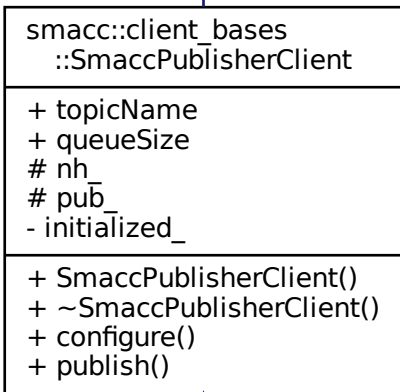 smacc::client_bases
::SmaccPublisherClient
+ topicName
+ queueSize
# nh_
# pub_
- initialized_
+ SmaccPublisherClient()
+ ~SmaccPublisherClient()
+ configure()
+ publish()